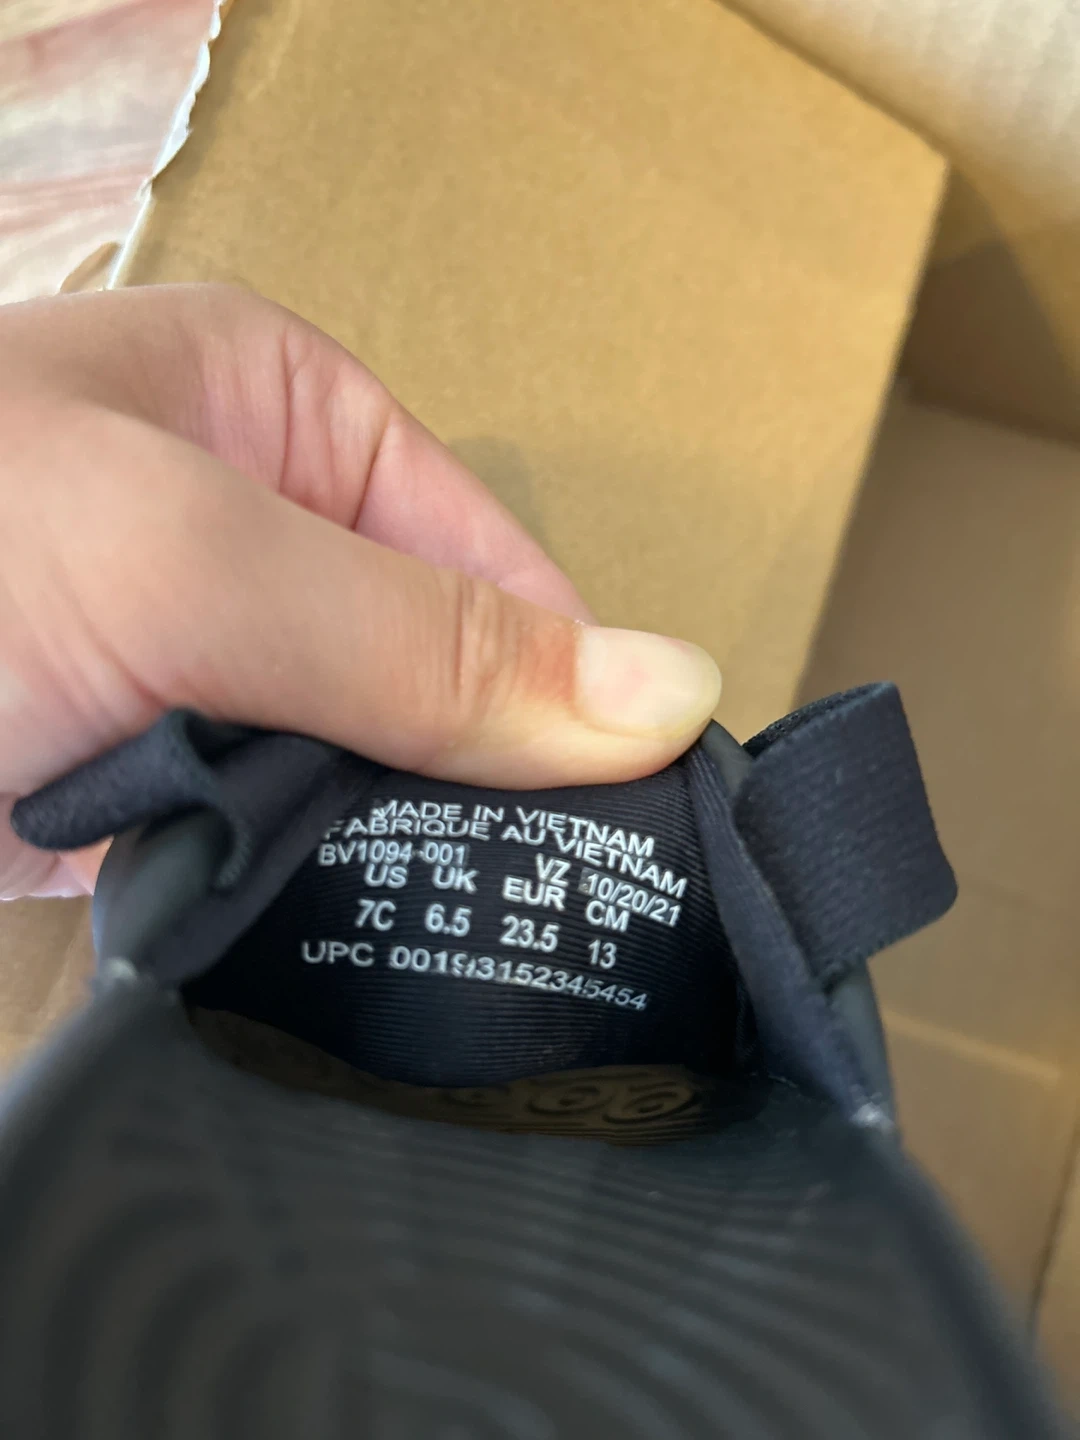 MADE IN VIETNAM
FABRIQUE AU VIETNAM
BV1094-001 VZ 10/20/21
US UK EUR CM
7C 6.5 23.5 13
UPC 00193152345454